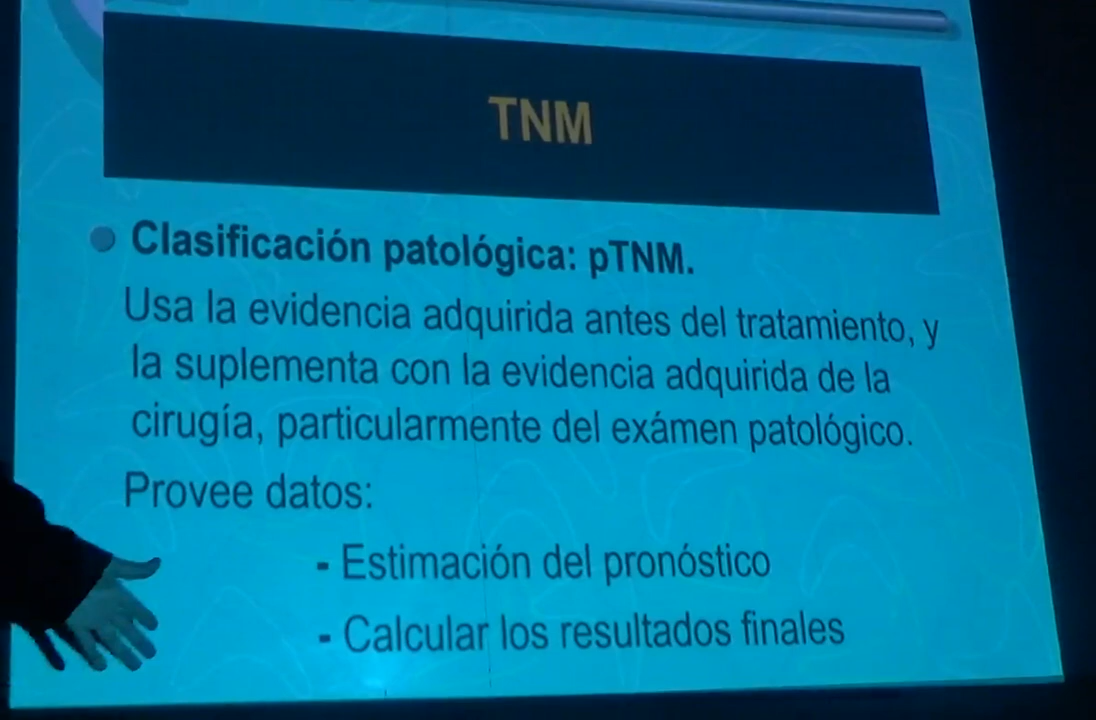 TNM
Clasificación patológica: pTNM.
Usa la evidencia adquirida antes del tratamiento, y
la suplementa con la evidencia adquirida de la
cirugía, particularmente del exámen patológico.
Provee datos:
- Estimación del pronóstico
- Calcular los resultados finales